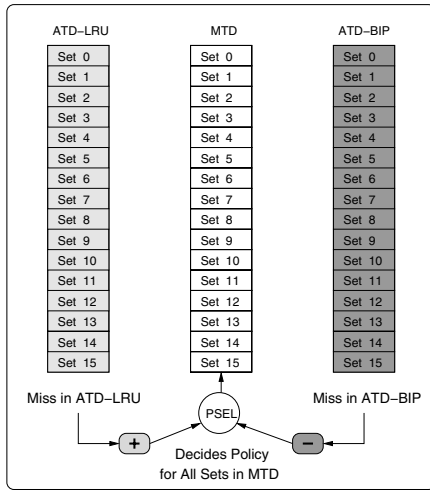 ATD–LRU MTD ATD–BIP
Set 0 Set 0 Set 0
Set 1 Set 1 Set 1
Set 2 Set 2 Set 2
Set 3 Set 3 Set 3
Set 4 Set 4 Set 4
Set 5 Set 5 Set 5
Set 6 Set 6 Set 6
Set 7 Set 7 Set 7
Set 8 Set 8 Set 8
Set 9 Set 9 Set 9
Set 10 Set 10 Set 10
Set 11 Set 11 Set 11
Set 12 Set 12 Set 12
Set 13 Set 13 Set 13
Set 14 Set 14 Set 14
Set 15 Set 15 Set 15
Miss in ATD–LRU Miss in ATD–BIP
PSEL
+ –
Decides Policy
for All Sets in MTD